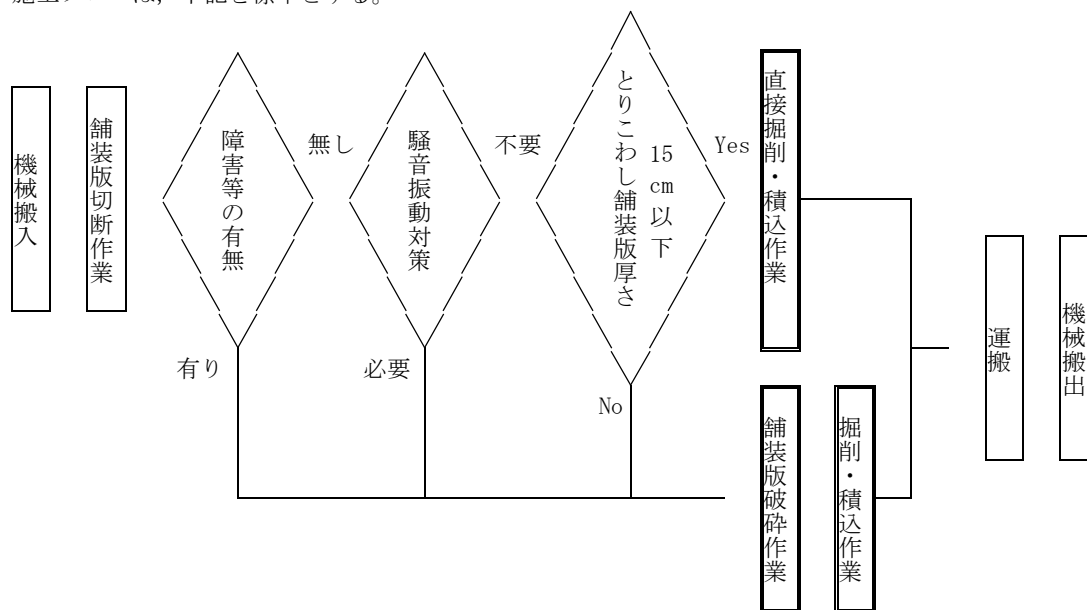 施工フローは，下記を標準とする。
機械搬入
舗装版切断作業
障害等の有無
無し
有り
騒音振動対策
不要
必要
とりこわし舗装版厚さ
15cm以下
Yes
No
直接掘削・積込作業
舗装版破砕作業
掘削・積込作業
運搬
機械搬出